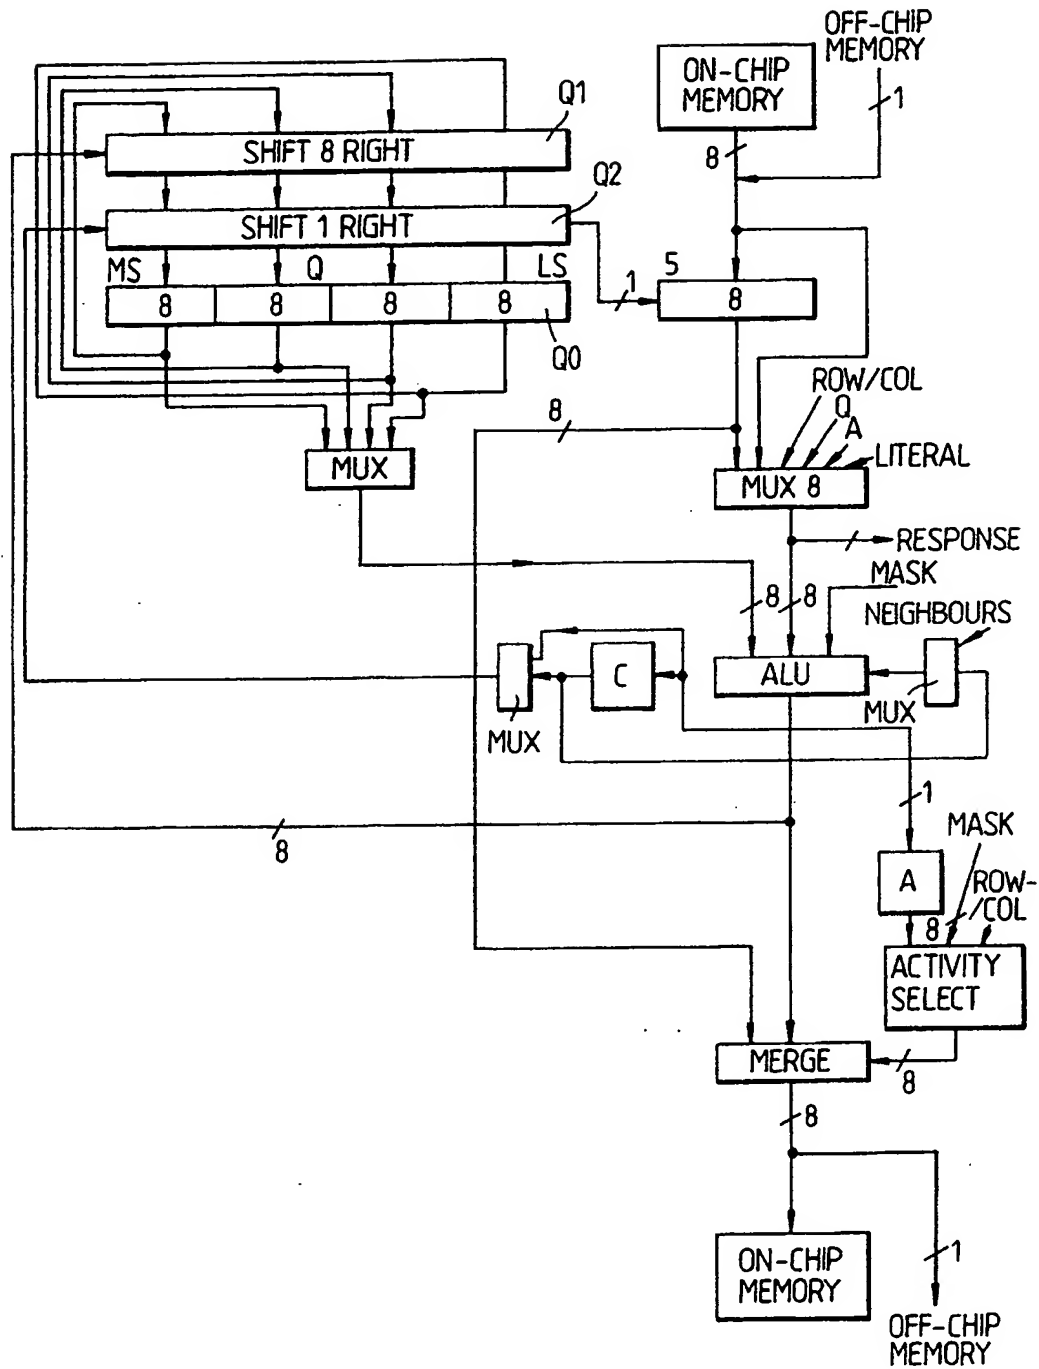 OFF-CHIP
MEMORY
ON-CHIP
MEMORY
1
8
Q1
SHIFT 8 RIGHT
Q2
SHIFT 1 RIGHT
MS
Q
LS
8
8
8
8
Q0
1
5
8
8
ROW/COL
Q
A
LITERAL
MUX
MUX 8
RESPONSE
MASK
8
8
NEIGHBOURS
C
ALU
MUX
MUX
1
8
MASK
A
ROW-
/COL
8
ACTIVITY
SELECT
MERGE
8
8
ON-CHIP
MEMORY
1
OFF-CHIP
MEMORY